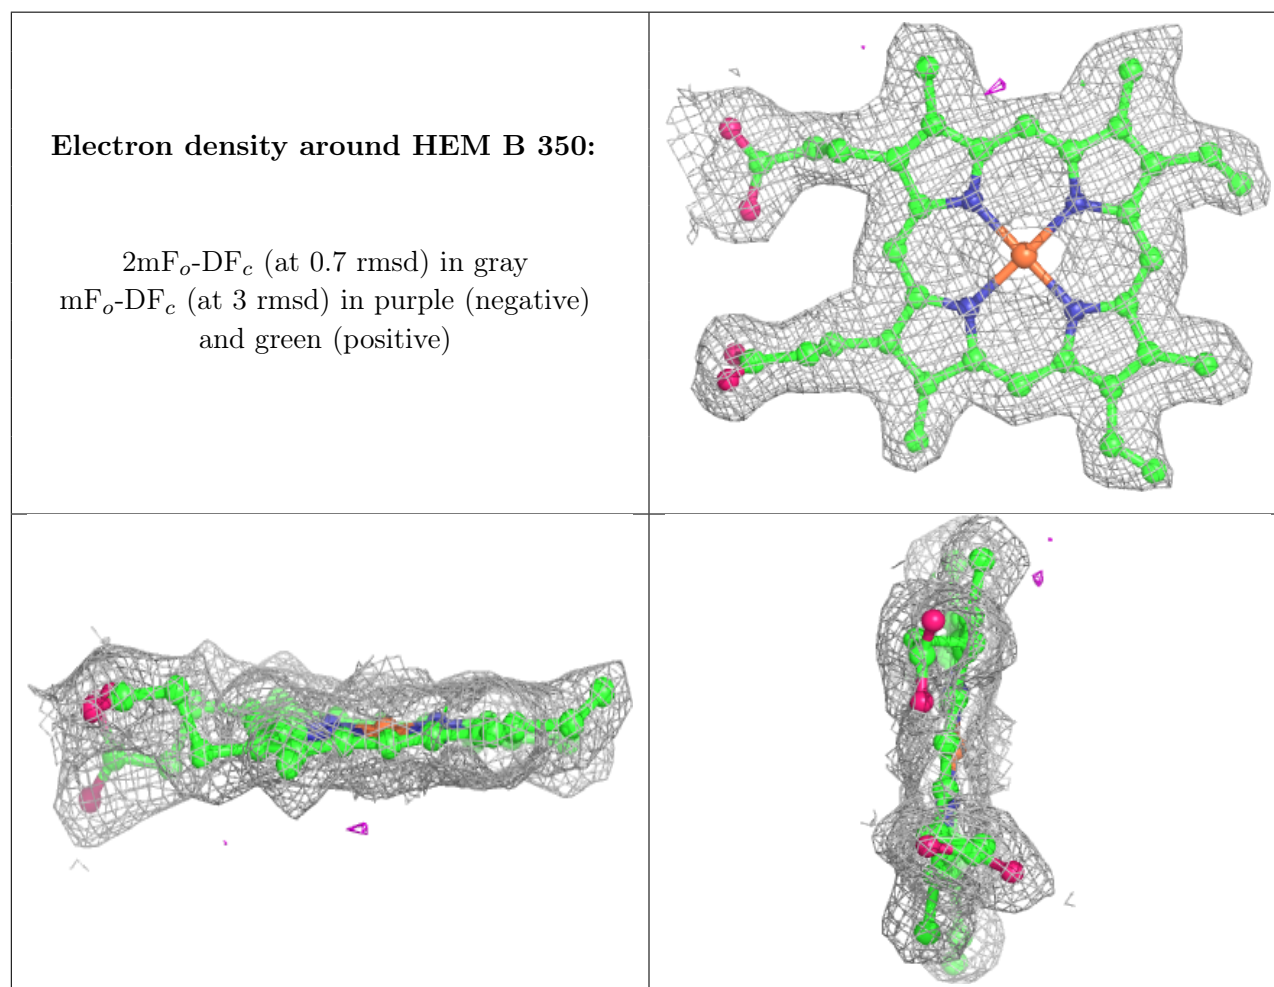 Electron density around HEM B 350:
2mFo-DFc (at 0.7 rmsd) in gray
mFo-DFc (at 3 rmsd) in purple (negative)
and green (positive)